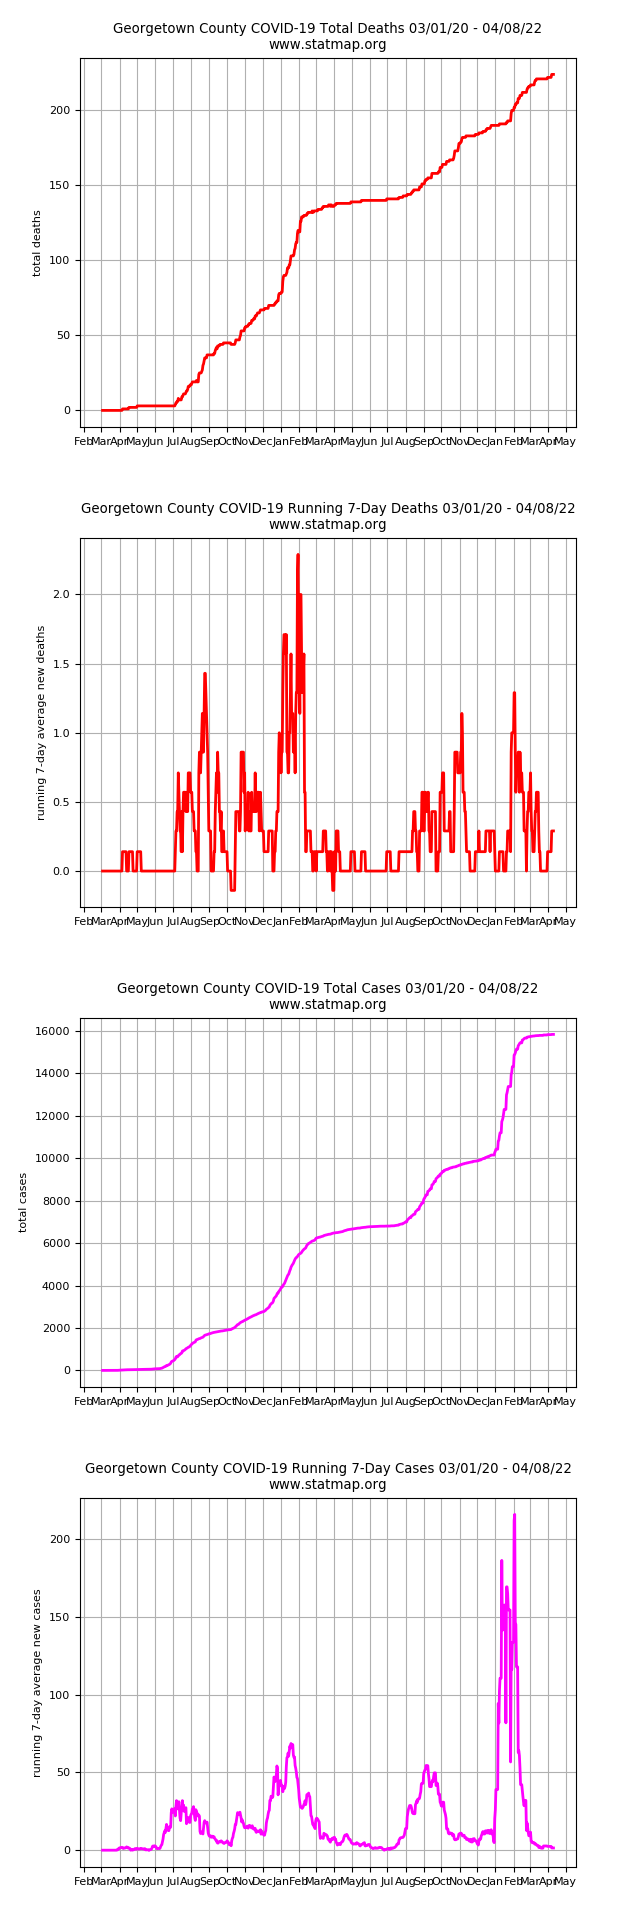 Georgetown County COVID-19 Total Deaths 03/01/20 - 04/08/22
www.statmap.org
total deaths
200
150
100
50
0
Feb Mar Apr May Jun Jul Aug Sep Oct Nov Dec Jan Feb Mar Apr May Jun Jul Aug Sep Oct Nov Dec Jan Feb Mar Apr May
Georgetown County COVID-19 Running 7-Day Deaths 03/01/20 - 04/08/22
www.statmap.org
running 7-day average new deaths
2.0
1.5
1.0
0.5
0.0
Feb Mar Apr May Jun Jul Aug Sep Oct Nov Dec Jan Feb Mar Apr May Jun Jul Aug Sep Oct Nov Dec Jan Feb Mar Apr May
Georgetown County COVID-19 Total Cases 03/01/20 - 04/08/22
www.statmap.org
total cases
16000
14000
12000
10000
8000
6000
4000
2000
0
Feb Mar Apr May Jun Jul Aug Sep Oct Nov Dec Jan Feb Mar Apr May Jun Jul Aug Sep Oct Nov Dec Jan Feb Mar Apr May
Georgetown County COVID-19 Running 7-Day Cases 03/01/20 - 04/08/22
www.statmap.org
running 7-day average new cases
200
150
100
50
0
Feb Mar Apr May Jun Jul Aug Sep Oct Nov Dec Jan Feb Mar Apr May Jun Jul Aug Sep Oct Nov Dec Jan Feb Mar Apr May